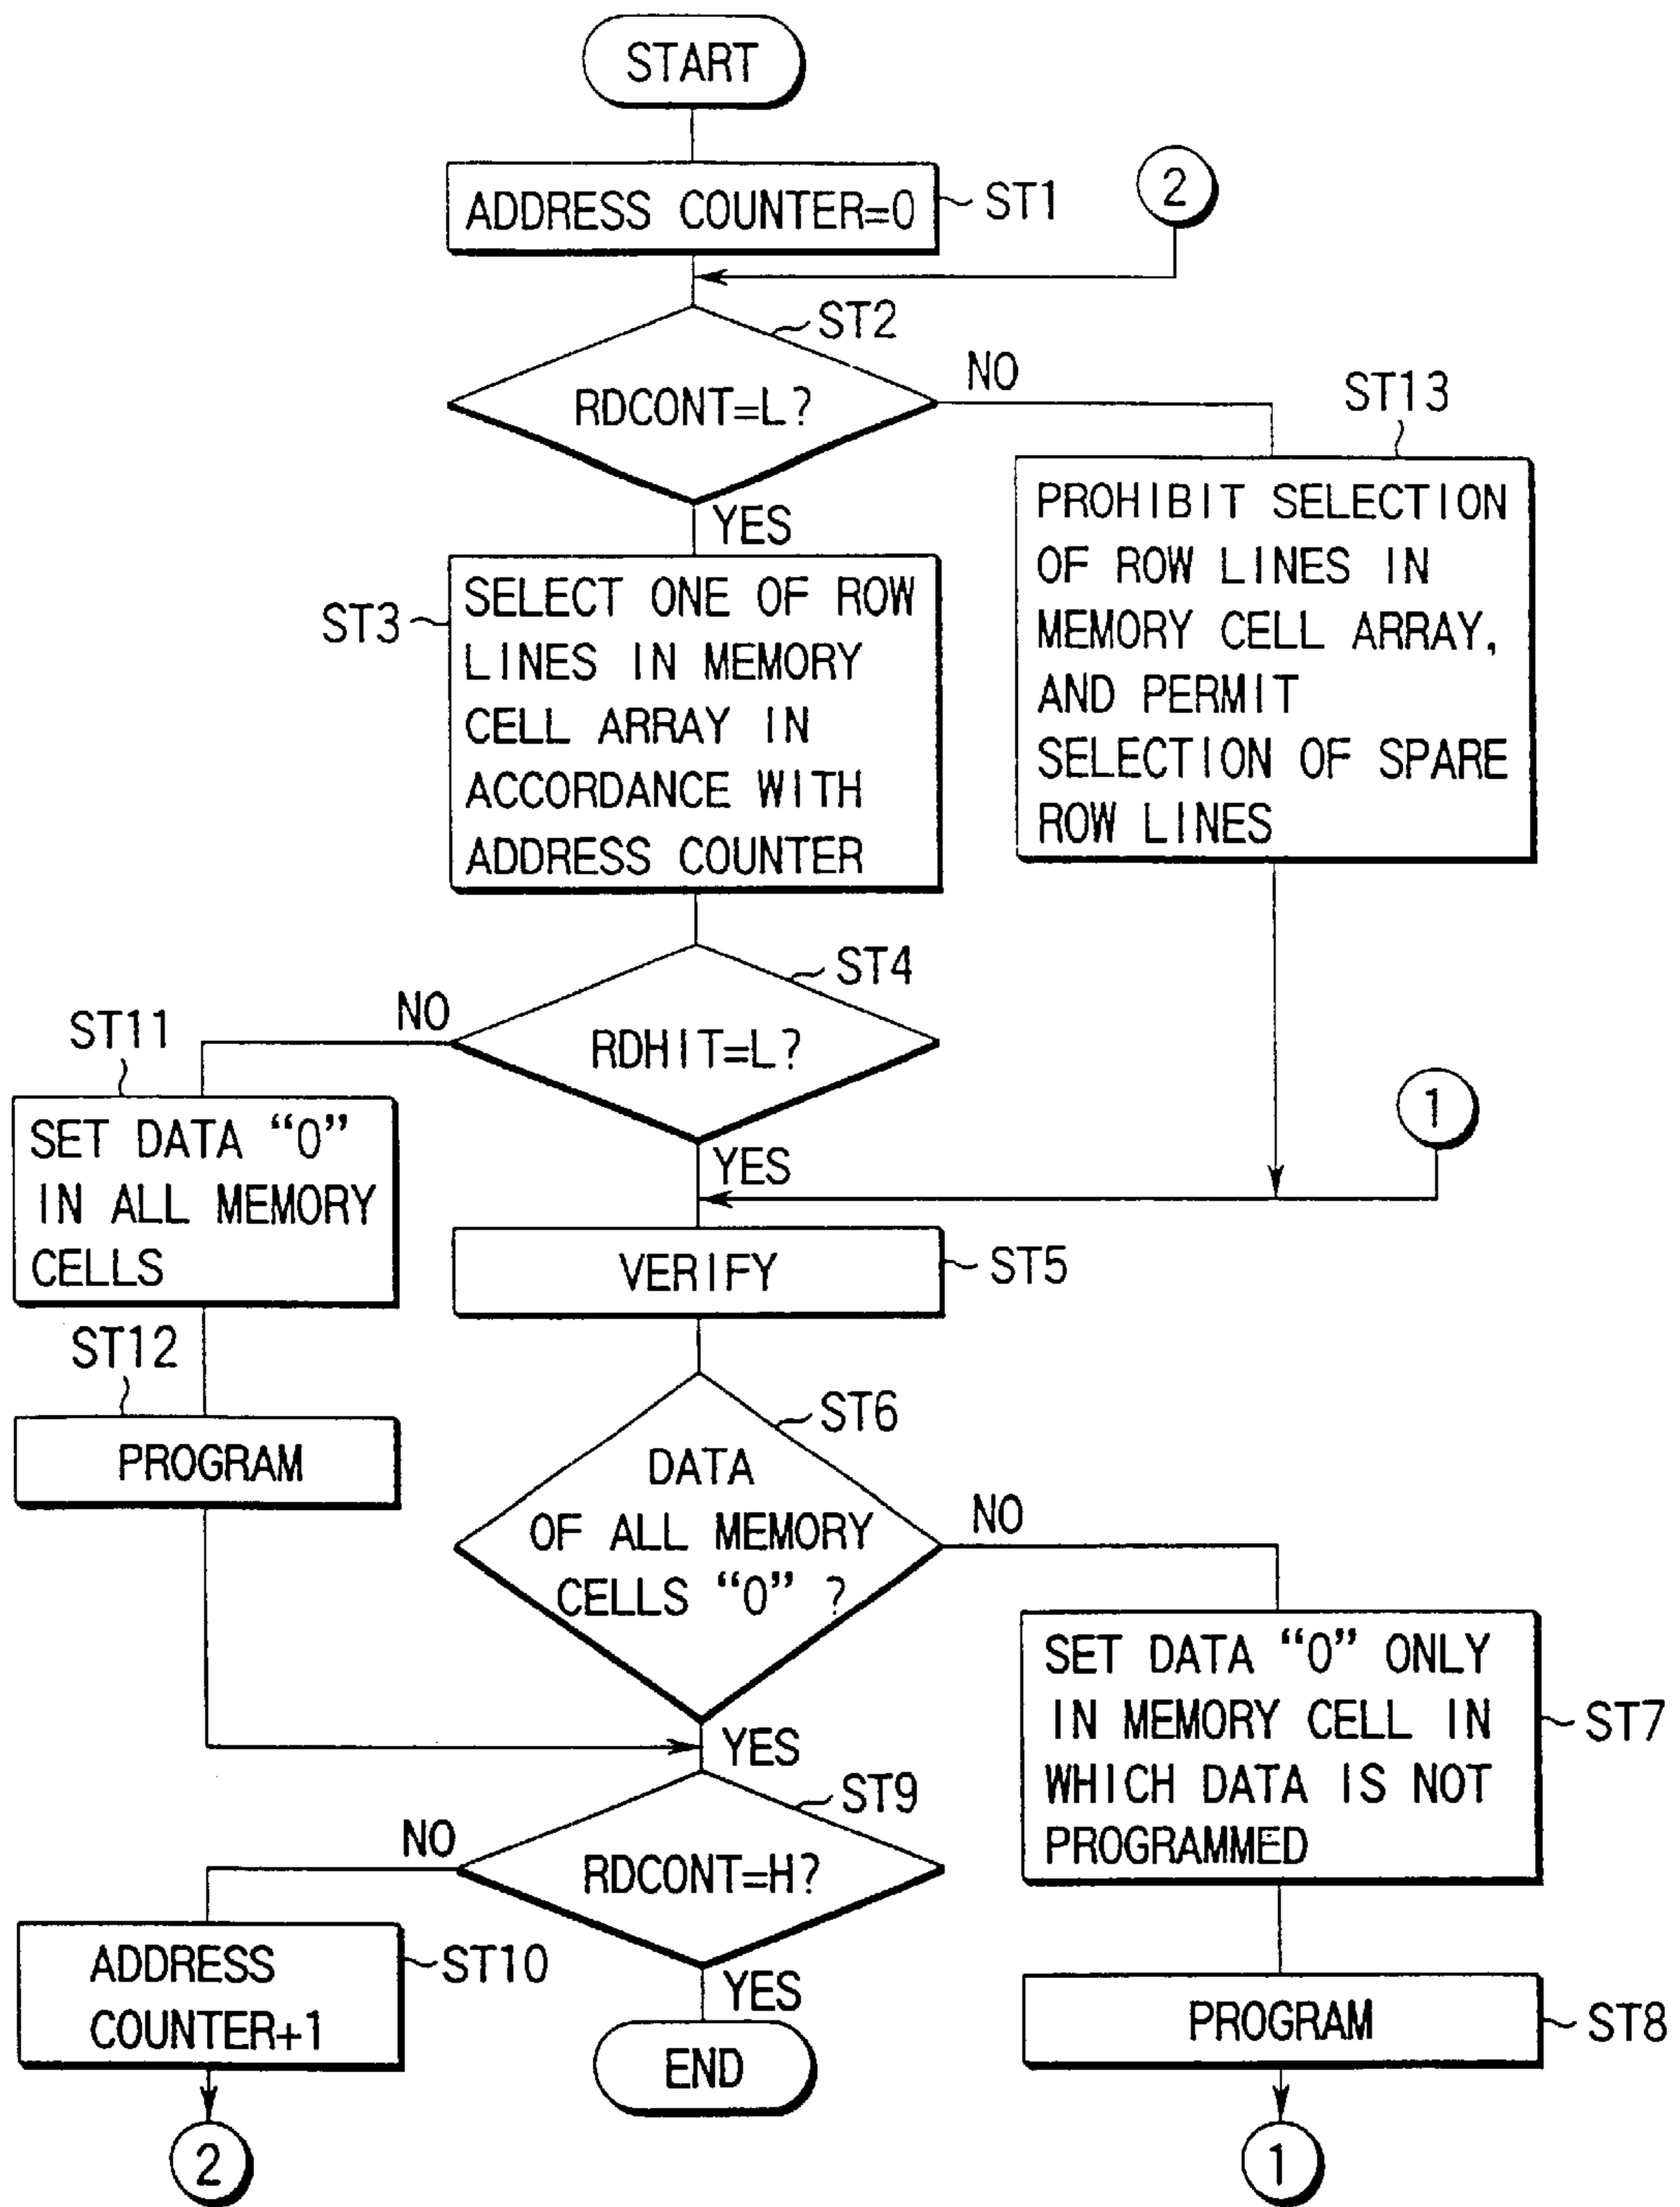 START
ADDRESS COUNTER=0
ST1
2
ST2
RDCONT=L?
NO
YES
ST13
PROHIBIT SELECTION
OF ROW LINES IN
MEMORY CELL ARRAY,
AND PERMIT
SELECTION OF SPARE
ROW LINES
ST3
SELECT ONE OF ROW
LINES IN MEMORY
CELL ARRAY IN
ACCORDANCE WITH
ADDRESS COUNTER
ST4
RDHIT=L?
NO
YES
ST11
SET DATA “0”
IN ALL MEMORY
CELLS
1
VERIFY
ST5
ST12
PROGRAM
ST6
DATA
OF ALL MEMORY
CELLS “0” ?
NO
YES
SET DATA “0” ONLY
IN MEMORY CELL IN
WHICH DATA IS NOT
PROGRAMMED
ST7
ST9
RDCONT=H?
NO
YES
ADDRESS
COUNTER+1
ST10
END
PROGRAM
ST8
2
1